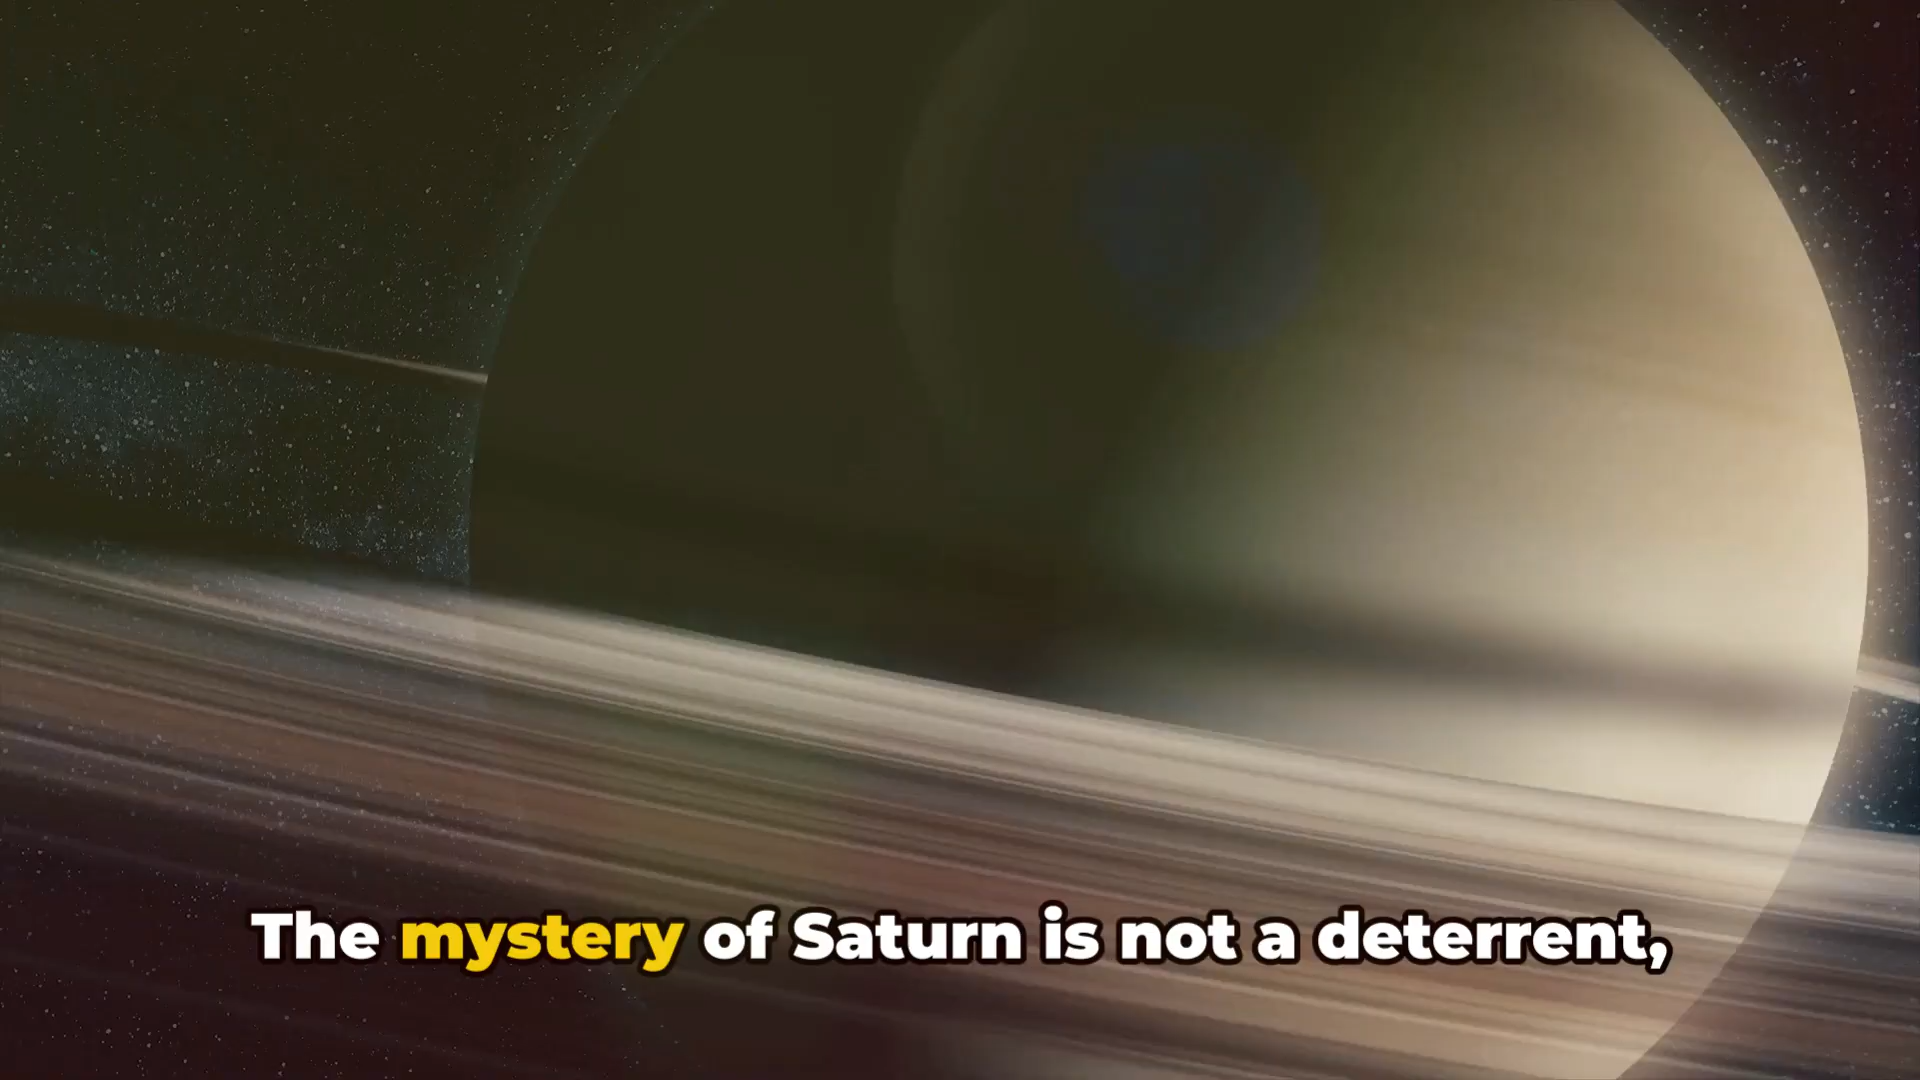 The mystery of Saturn is not a deterrent,